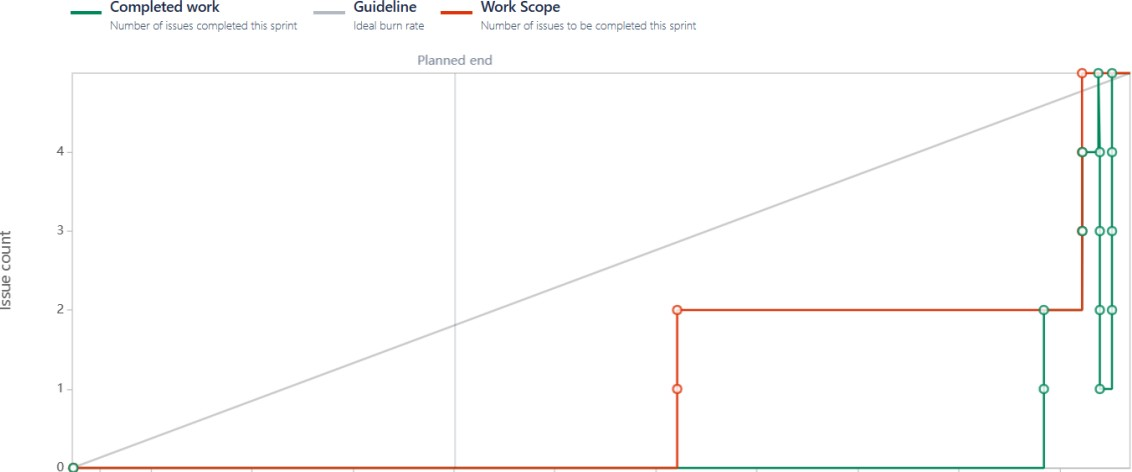 Completed work Guideline Work Scope
Number of issues completed this sprint Ideal burn rate Number of issues to be completed this sprint
Planned end
4
3
2
1
0
Issue count